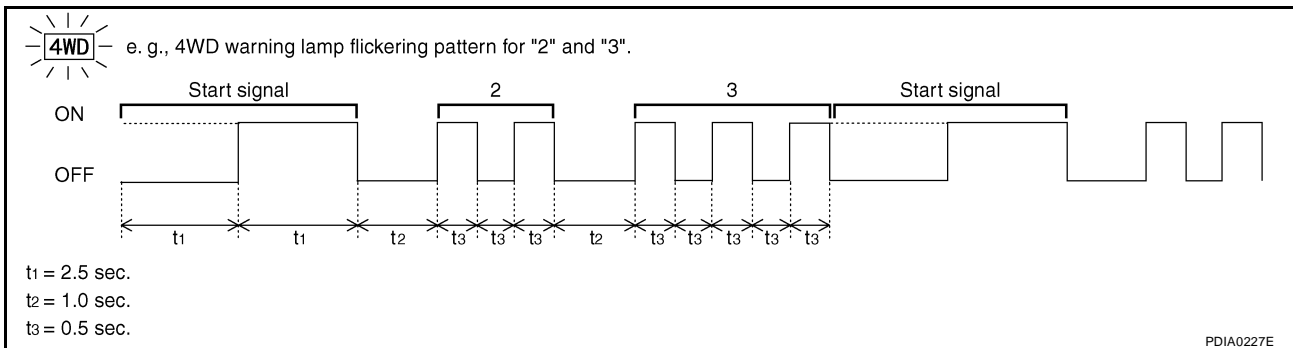 4WD e. g., 4WD warning lamp flickering pattern for "2" and "3".
Start signal 2 3 Start signal
ON
OFF
t1 t1 t2 t3 t3 t3 t2 t3 t3 t3 t3 t3
t1 = 2.5 sec.
t2 = 1.0 sec.
t3 = 0.5 sec.
PDIA0227E